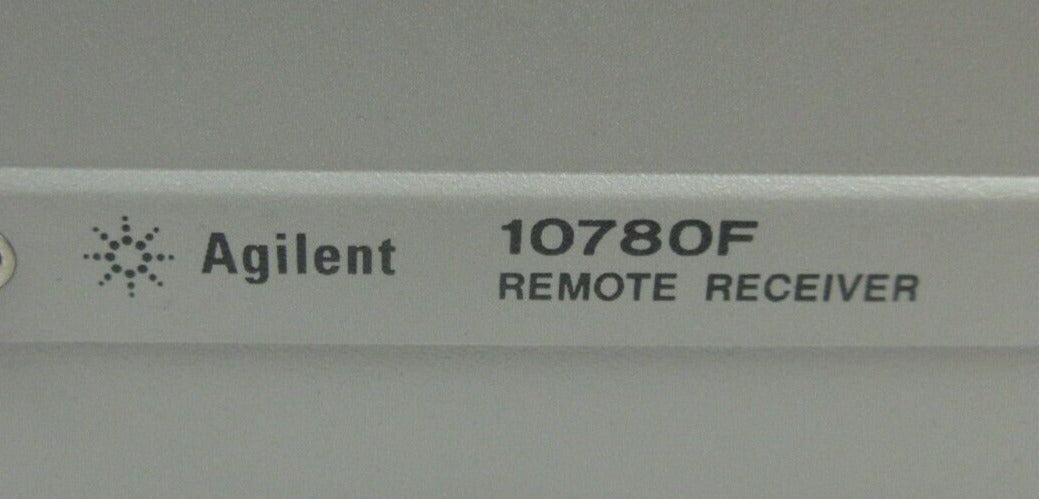 Agilent
10780F
REMOTE RECEIVER